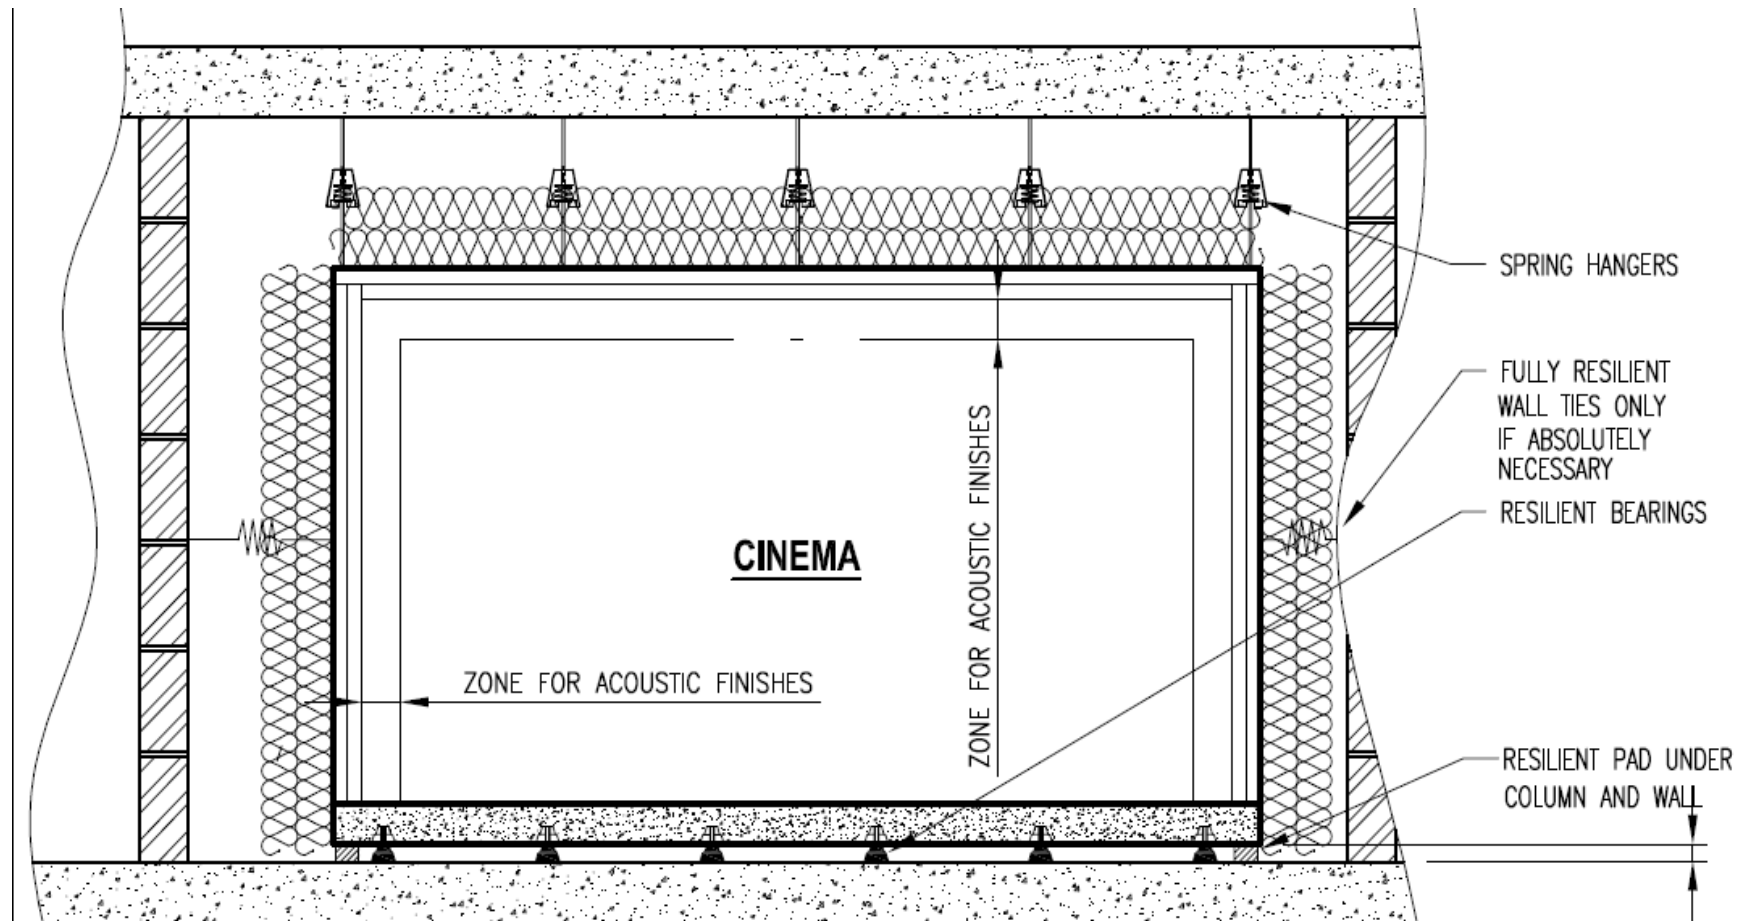 SPRING HANGERS
FULLY RESILIENT
WALL TIES ONLY
IF ABSOLUTELY
NECESSARY
RESILIENT BEARINGS
ZONE FOR ACOUSTIC FINISHES
CINEMA
ZONE FOR ACOUSTIC FINISHES
RESILIENT PAD UNDER
COLUMN AND WALL